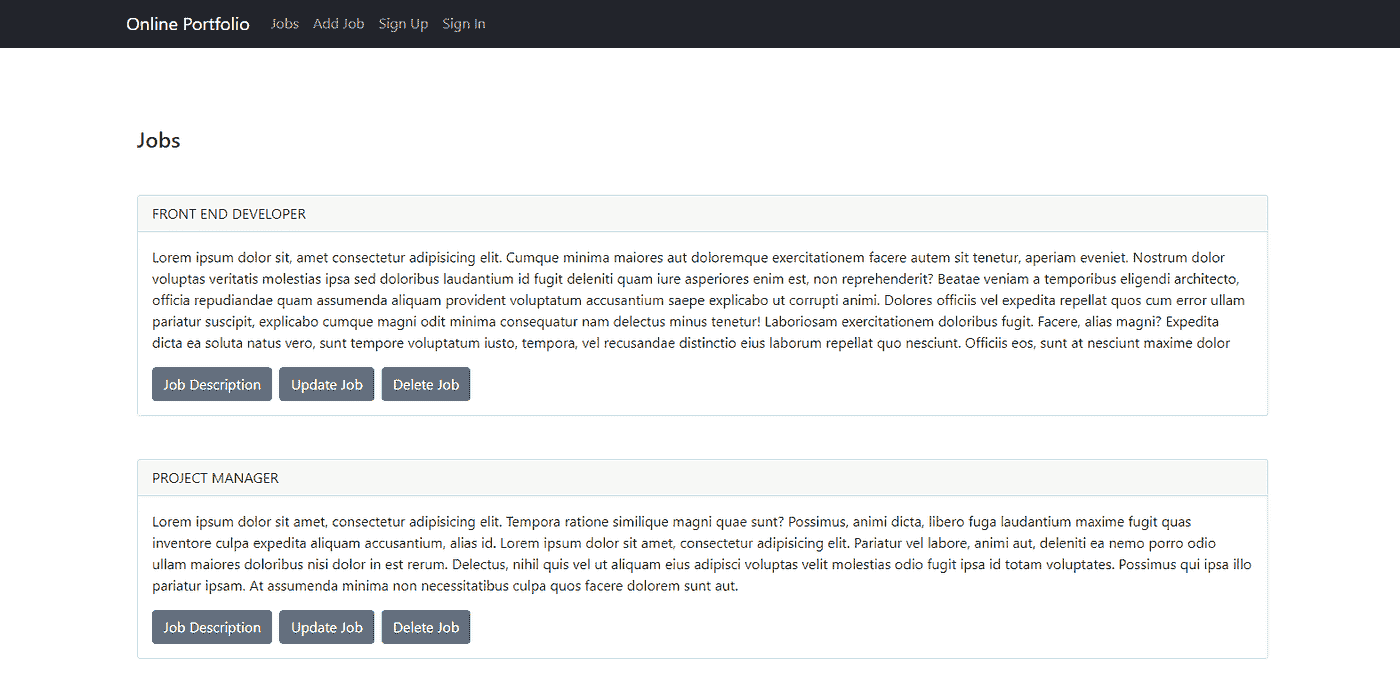 Online Portfolio Jobs Add Job Sign Up Sign In
Jobs
FRONT END DEVELOPER
Lorem ipsum dolor sit, amet consectetur adipisicing elit. Cumque minima maiores aut doloremque exercitationem facere autem sit tenetur, aperiam eveniet. Nostrum dolor
voluptas veritatis molestias ipsa sed doloribus laudantium id fugit deleniti quam iure asperiores enim est, non reprehenderit? Beatae veniam a temporibus eligendi architecto,
officia repudiandae quam assumenda aliquam provident voluptatum accusantium saepe explicabo ut corrupti animi. Dolores officiis vel expedita repellat quos cum error ullam
pariatur suscipit, explicabo cumque magni odit minima consequatur nam delectus minus tenetur! Laboriosam exercitationem doloribus fugit. Facere, alias magni? Expedita
dicta ea soluta natus vero, sunt tempore voluptatum iusto, tempora, vel recusandae distinctio eius laborum repellat quo nesciunt. Officiis eos, sunt at nesciunt maxime dolor
Job Description Update Job Delete Job
PROJECT MANAGER
Lorem ipsum dolor sit amet, consectetur adipisicing elit. Tempora ratione similique magni quae sunt? Possimus, animi dicta, libero fuga laudantium maxime fugit quas
inventore culpa expedita aliquam accusantium, alias id. Lorem ipsum dolor sit amet, consectetur adipisicing elit. Pariatur vel labore, animi aut, deleniti ea nemo porro odio
ullam maiores doloribus nisi dolor in est rerum. Delectus, nihil quis vel ut aliquam eius adipisci voluptas velit molestias odio fugit ipsa id totam voluptates. Possimus qui ipsa illo
pariatur ipsam. At assumenda minima non necessitatibus culpa quos facere dolorem sunt aut.
Job Description Update Job Delete Job